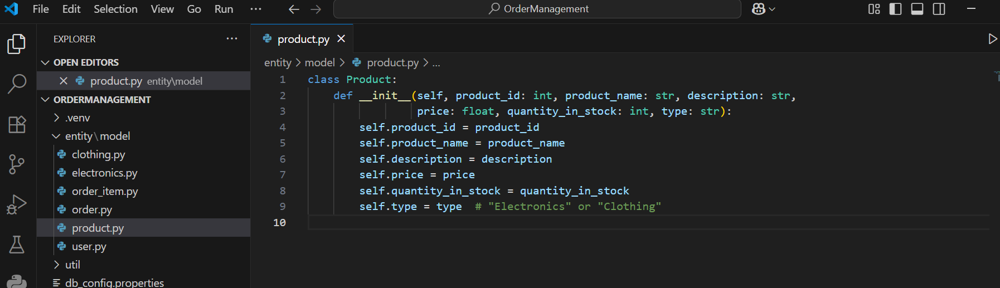 File Edit Selection View Go Run ··· OrderManagement
EXPLORER ···
OPEN EDITORS
product.py entity\model
ORDERMANAGEMENT
.venv
entity\model
clothing.py
electronics.py
order_item.py
order.py
product.py
user.py
util
db_config.properties
product.py
entity > model > product.py > ...
1 class Product:
2 def __init__(self, product_id: int, product_name: str, description: str,
3 price: float, quantity_in_stock: int, type: str):
4 self.product_id = product_id
5 self.product_name = product_name
6 self.description = description
7 self.price = price
8 self.quantity_in_stock = quantity_in_stock
9 self.type = type  # "Electronics" or "Clothing"
10